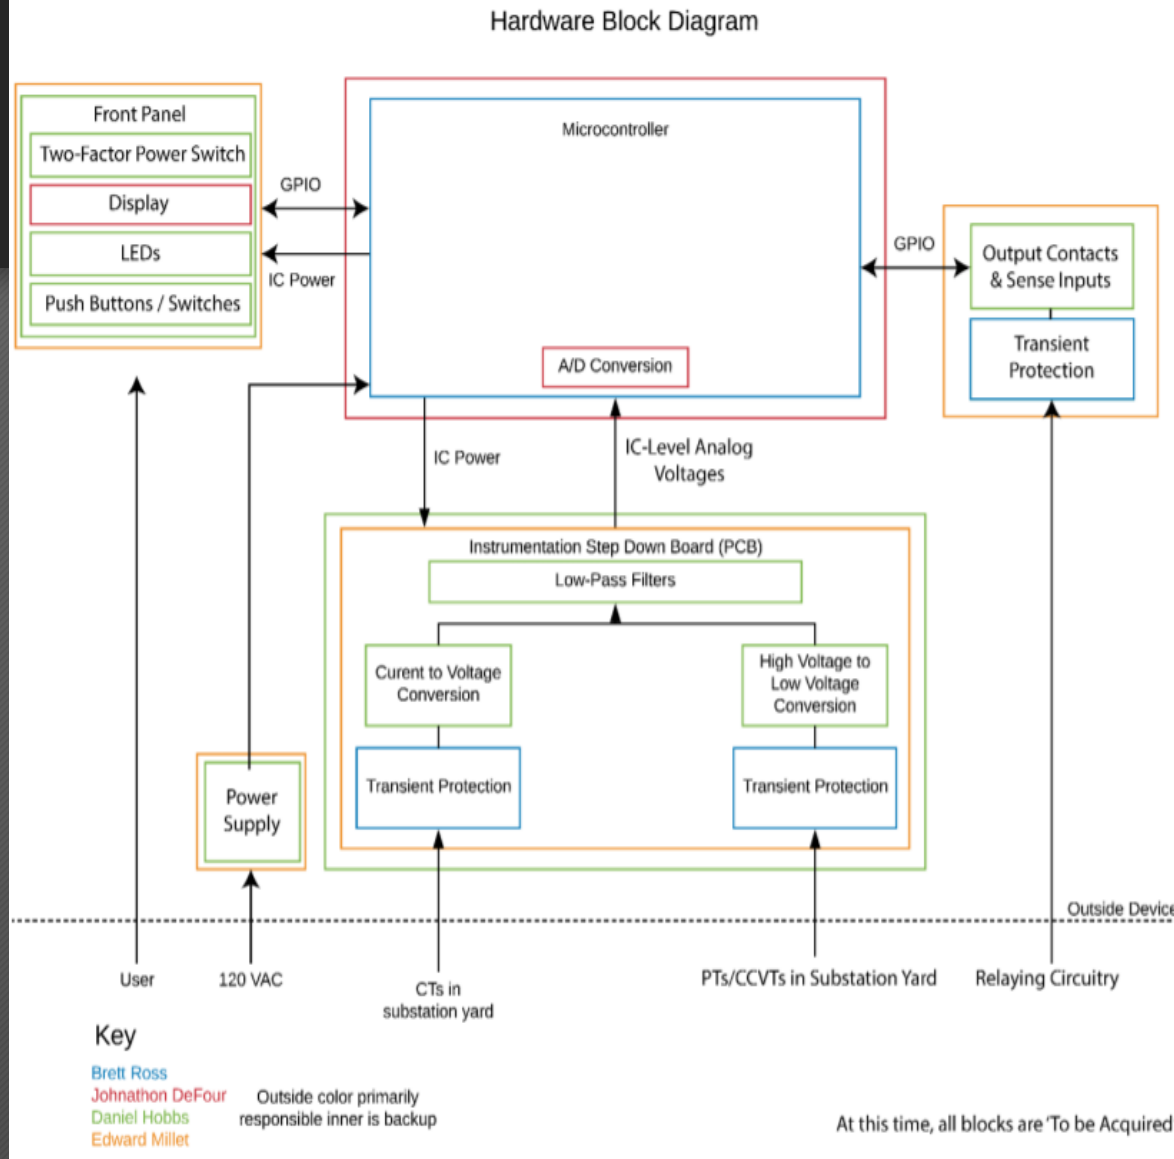 Hardware Block Diagram
Front Panel
Two-Factor Power Switch
Display
LEDs
Push Buttons / Switches
GPIO
IC Power
Microcontroller
A/D Conversion
GPIO
Output Contacts
& Sense Inputs
Transient
Protection
IC Power
IC-Level Analog
Voltages
Instrumentation Step Down Board (PCB)
Low-Pass Filters
Curent to Voltage
Conversion
High Voltage to
Low Voltage
Conversion
Transient Protection
Transient Protection
Power
Supply
Outside Device
User
120 VAC
CTs in
substation yard
PTs/CCVTs in Substation Yard
Relaying Circuitry
Key
Brett Ross
Johnathon DeFour
Daniel Hobbs
Edward Millet
Outside color primarily
responsible inner is backup
At this time, all blocks are 'To be Acquired